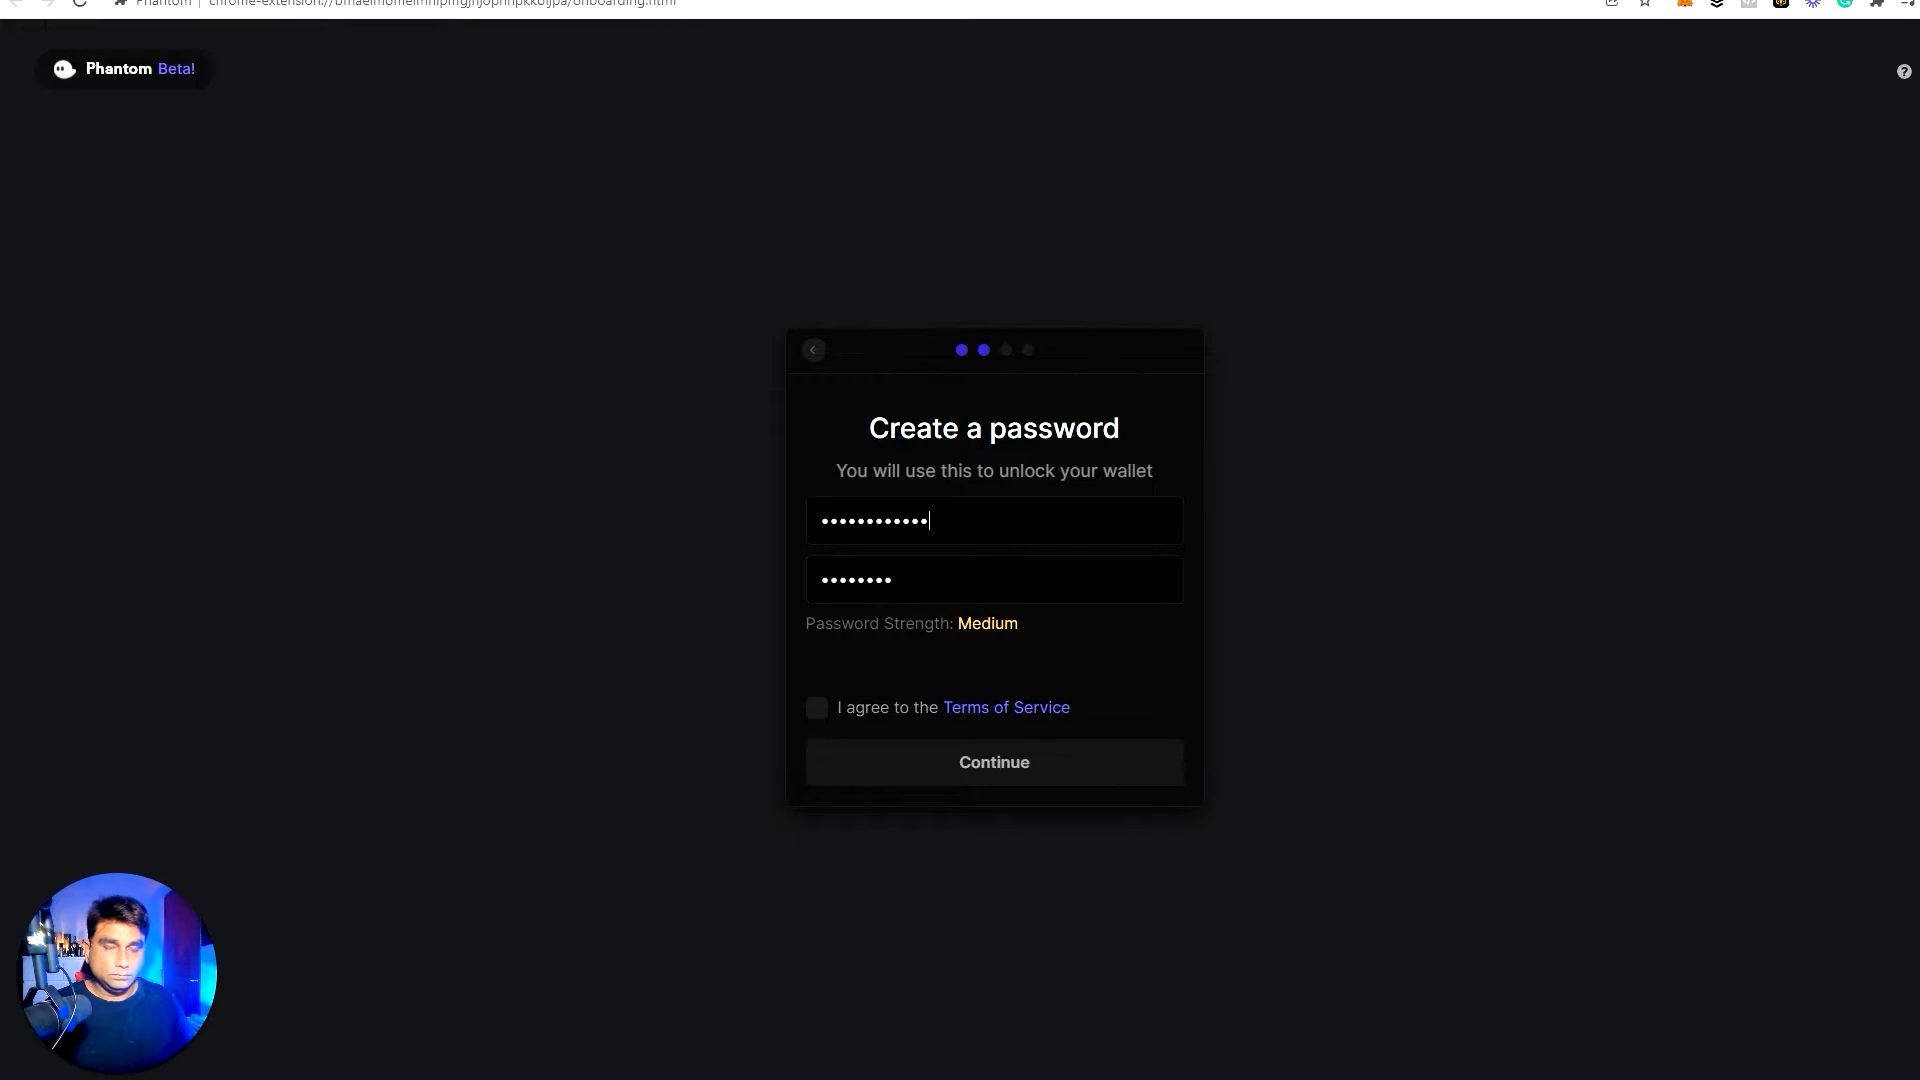 Phantom
Phantom Beta!
Create a password
You will use this to unlock your wallet
••••••••••••
••••••••
Password Strength: Medium
I agree to the Terms of Service
Continue